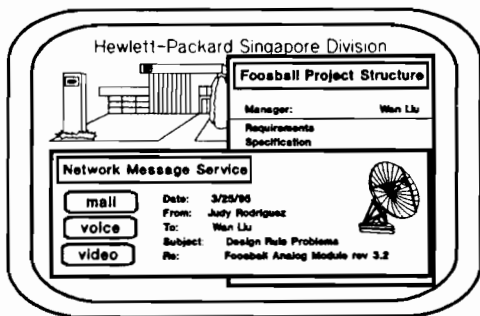 Hewlett-Packard Singapore Division
Foosball Project Structure
Manager: Wan Liu
Requirements
Specification
Network Message Service
mail
voice
video
Date: 3/25/95
From: Judy Rodriguez
To: Wan Liu
Subject: Design Rule Problems
Re: Foosball Analog Module rev 3.2